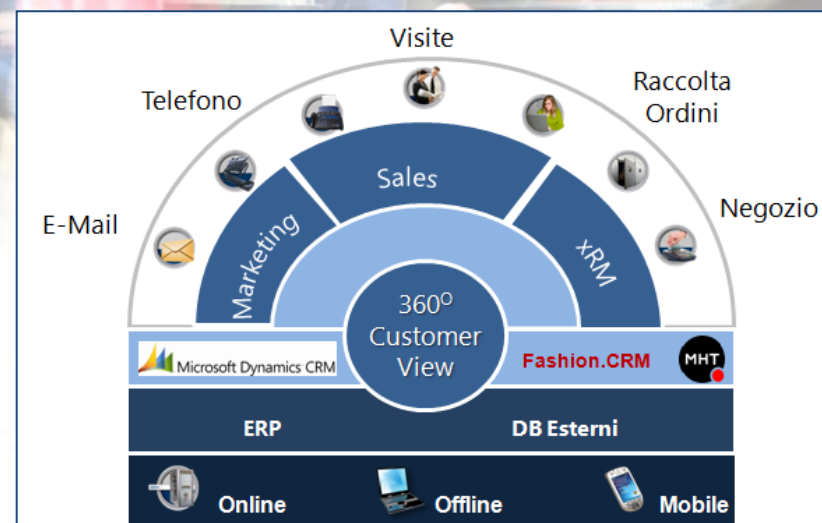 Visite
Telefono
Raccolta
Ordini
E-Mail
Negozio
Marketing
Sales
xRM
360º
Customer
View
Microsoft Dynamics CRM
Fashion.CRM
MHT
ERP
DB Esterni
Online
Offline
Mobile